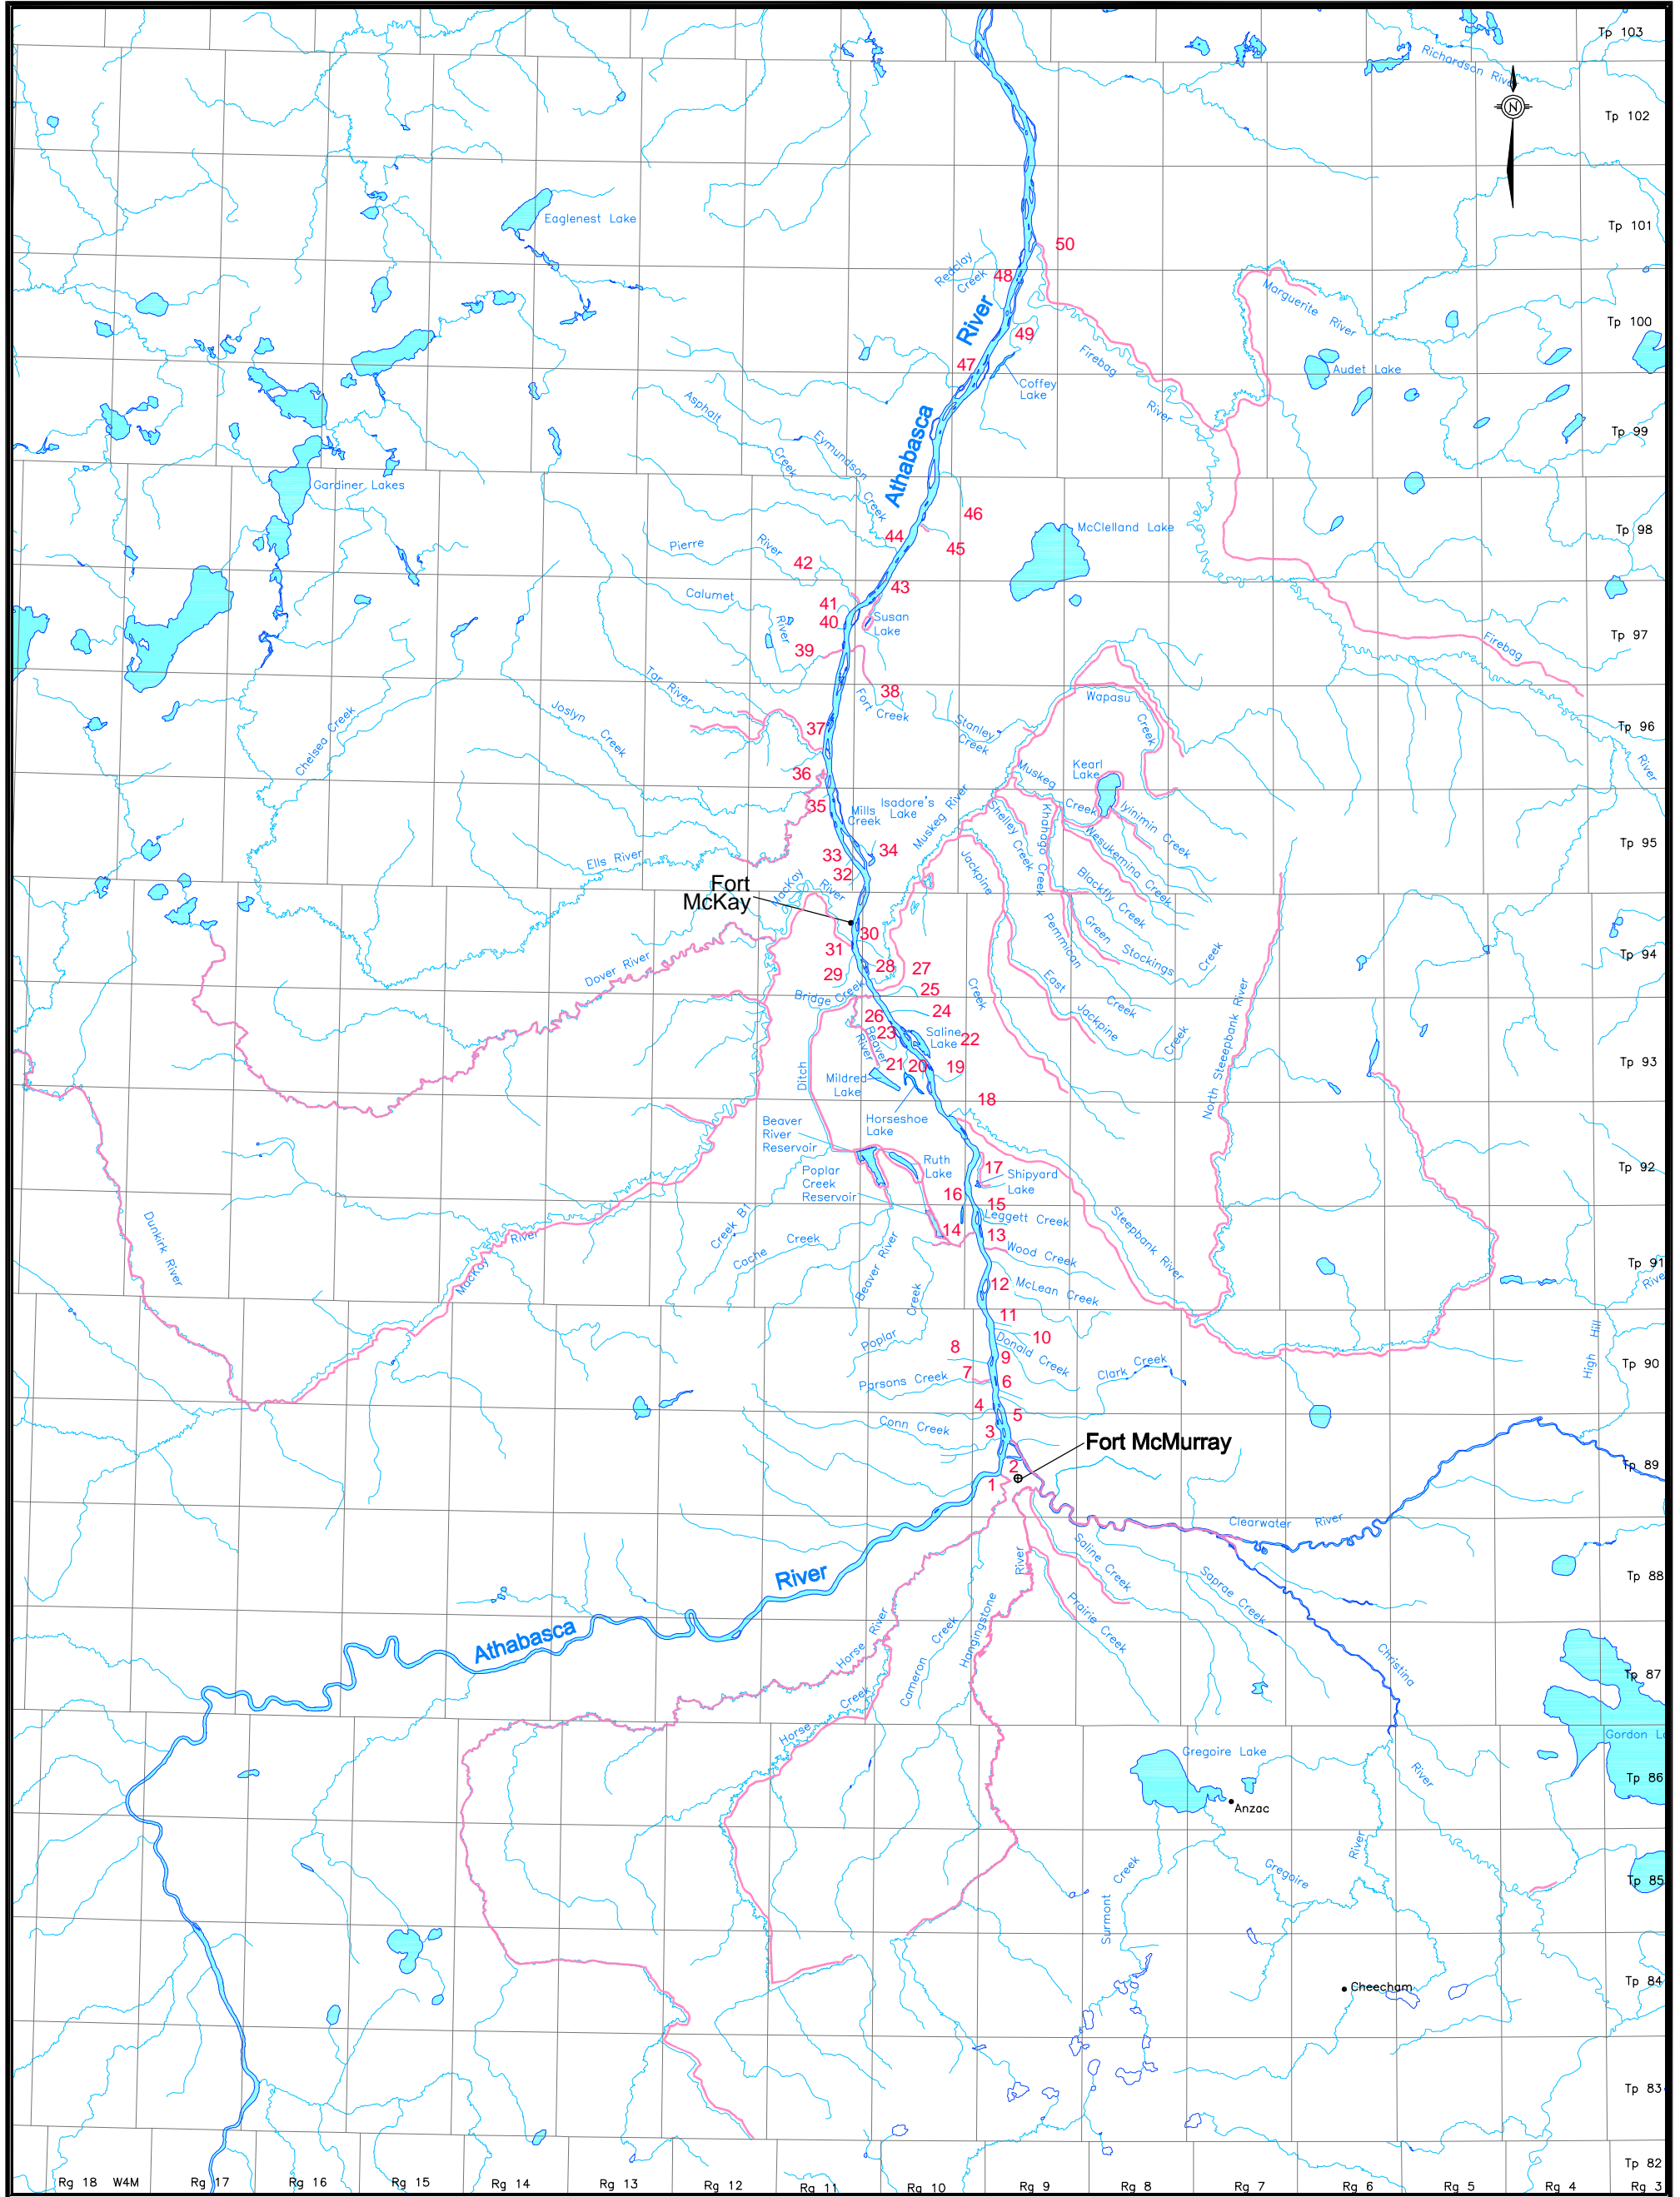 Tp 103
Richardson River
N
Tp 102
Eaglenest Lake
Tp 101
50
Redclay
Creek
48
Marguerite River
Tp 100
River
49
47
Firebag
River
Audet Lake
Coffey
Lake
Asphalt
Creek
Eymundson
Creek
Athabasca
Tp 99
Gardiner Lakes
46
McClelland Lake
Tp 98
44
45
Pierre
River
42
43
Calumet
River
41
40
Susan
Lake
Tp 97
39
Firebag
River
Tar River
38
Fort Creek
Wapasu
Creek
Joslyn
Creek
Chelsea Creek
Stanley
Creek
37
Tp 96
Kearl
Lake
36
Muskeg
Creek
35
Isadore's
Lake
Mills
Creek
Muskeg River
Shelley Creek
Khahago Creek
Iyinimin Creek
Wesukemina Creek
Tp 95
33
34
Ells River
32
Jackpine
Creek
Blackfly Creek
Fort
McKay
MacKay
River
Green
Stockings
Creek
Pemmican
Creek
30
31
Tp 94
Dover River
28
27
29
East
Jackpine
Creek
Bridge Creek
25
24
26
North Steeepbank River
23
Beaver
River
Saline
Lake
22
Tp 93
21
20
19
Ditch
Mildred
Lake
18
Horseshoe
Lake
Beaver
River
Reservoir
Ruth
Lake
17
Shipyard
Lake
Tp 92
Poplar
Creek
Reservoir
16
15
Leggett Creek
Dunkirk River
MacKay
River
Creek B1
Cache
Creek
14
13
Wood Creek
Steepbank River
Beaver River
Tp 91
River
12
McLean Creek
Poplar
Creek
11
10
Donald Creek
8
9
High Hill
Tp 90
7
Clark Creek
Parsons Creek
6
4
5
Conn Creek
3
Fort McMurray
2
Tp 89
1
Clearwater
River
Saline Creek
River
River
Saprae Creek
Tp 88
Prairie
Creek
Athabasca
Horse River
Cameron
Creek
Hangingstone
Christina
River
Tp 87
Horse
Creek
Gordon
Gregoire Lake
Tp 86
Anzac
Surmont
Creek
Gregoire
River
Tp 85
Cheecham
Tp 84
Tp 83
Tp 82
Rg 18 W4M Rg 17 Rg 16 Rg 15 Rg 14 Rg 13 Rg 12 Rg 11 Rg 10 Rg 9 Rg 8 Rg 7 Rg 6 Rg 5 Rg 4 Rg 3